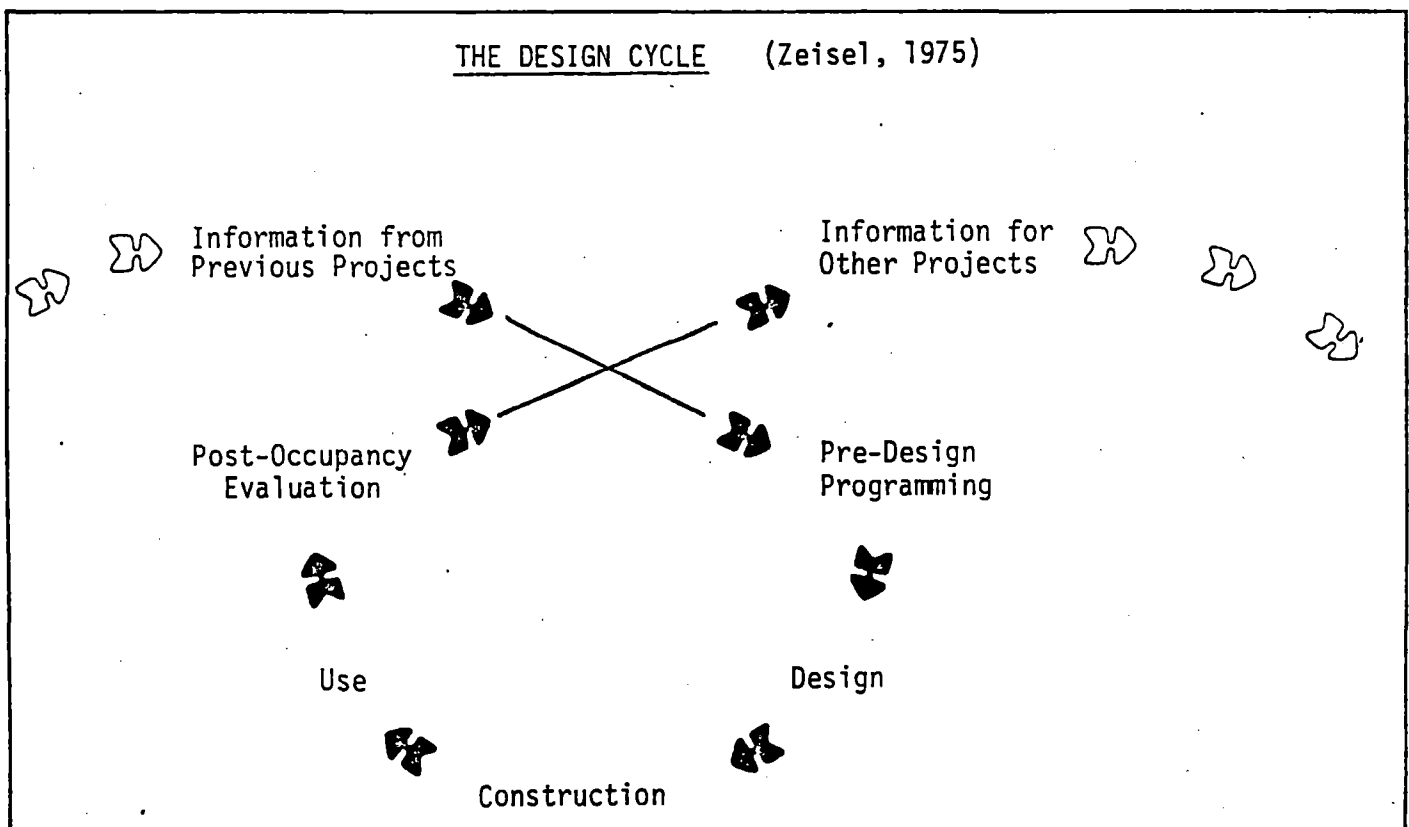 THE DESIGN CYCLE (Zeisel, 1975)
Information from
Previous Projects
Information for
Other Projects
Post-Occupancy
Evaluation
Pre-Design
Programming
Use
Design
Construction